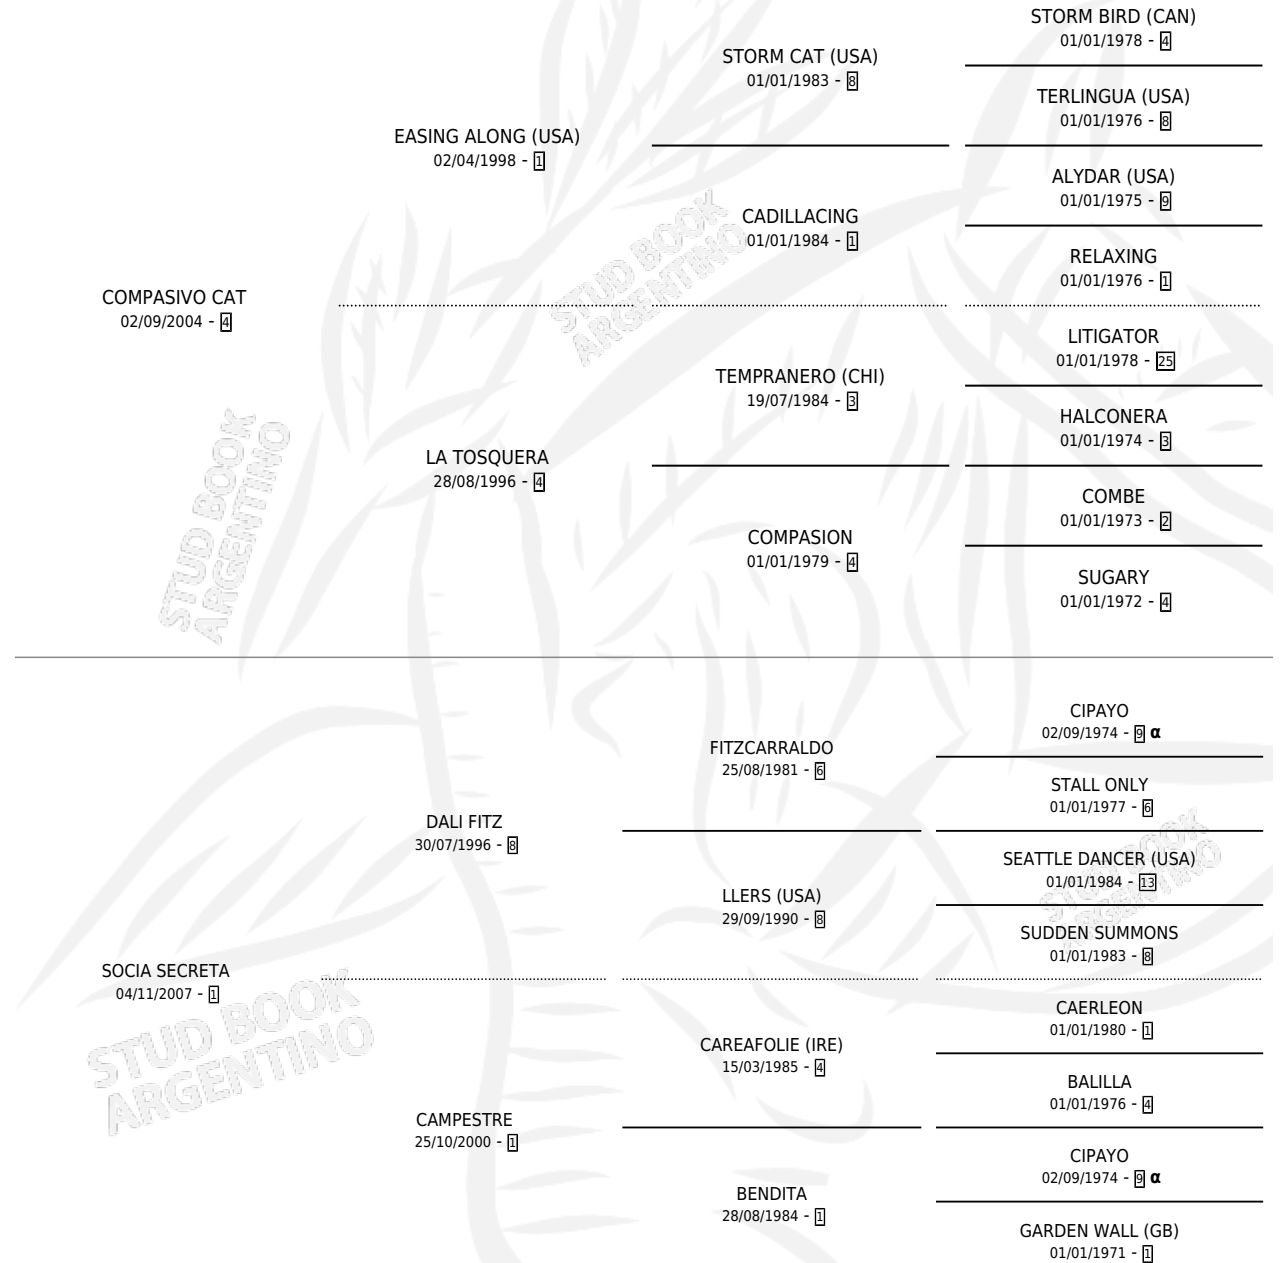 STORM BIRD (CAN)
01/01/1978 - 4
STORM CAT (USA)
01/01/1983 - 8
TERLINGUA (USA)
01/01/1976 - 8
EASING ALONG (USA)
02/04/1998 - 1
ALYDAR (USA)
01/01/1975 - 9
CADILLACING
01/01/1984 - 1
RELAXING
01/01/1976 - 1
COMPASIVO CAT
02/09/2004 - 4
LITIGATOR
01/01/1978 - 25
TEMPRANERO (CHI)
19/07/1984 - 3
HALCONERA
01/01/1974 - 3
LA TOSQUERA
28/08/1996 - 4
COMBE
01/01/1973 - 2
COMPASION
01/01/1979 - 4
SUGARY
01/01/1972 - 4
CIPAYO
02/09/1974 - 9 α
FITZCARRALDO
25/08/1981 - 6
STALL ONLY
01/01/1977 - 6
DALI FITZ
30/07/1996 - 8
SEATTLE DANCER (USA)
01/01/1984 - 13
LLERS (USA)
29/09/1990 - 8
SUDDEN SUMMONS
01/01/1983 - 8
SOCIA SECRETA
04/11/2007 - 1
CAERLEON
01/01/1980 - 1
CAREAFOLIE (IRE)
15/03/1985 - 4
BALILLA
01/01/1976 - 4
CAMPESTRE
25/10/2000 - 1
CIPAYO
02/09/1974 - 9 α
BENDITA
28/08/1984 - 1
GARDEN WALL (GB)
01/01/1971 - 1
STUD BOOK
ARGENTINO
STUD BOOK
ARGENTINO
STUD BOOK
ARGENTINO
STUD BOOK
ARGENTINO